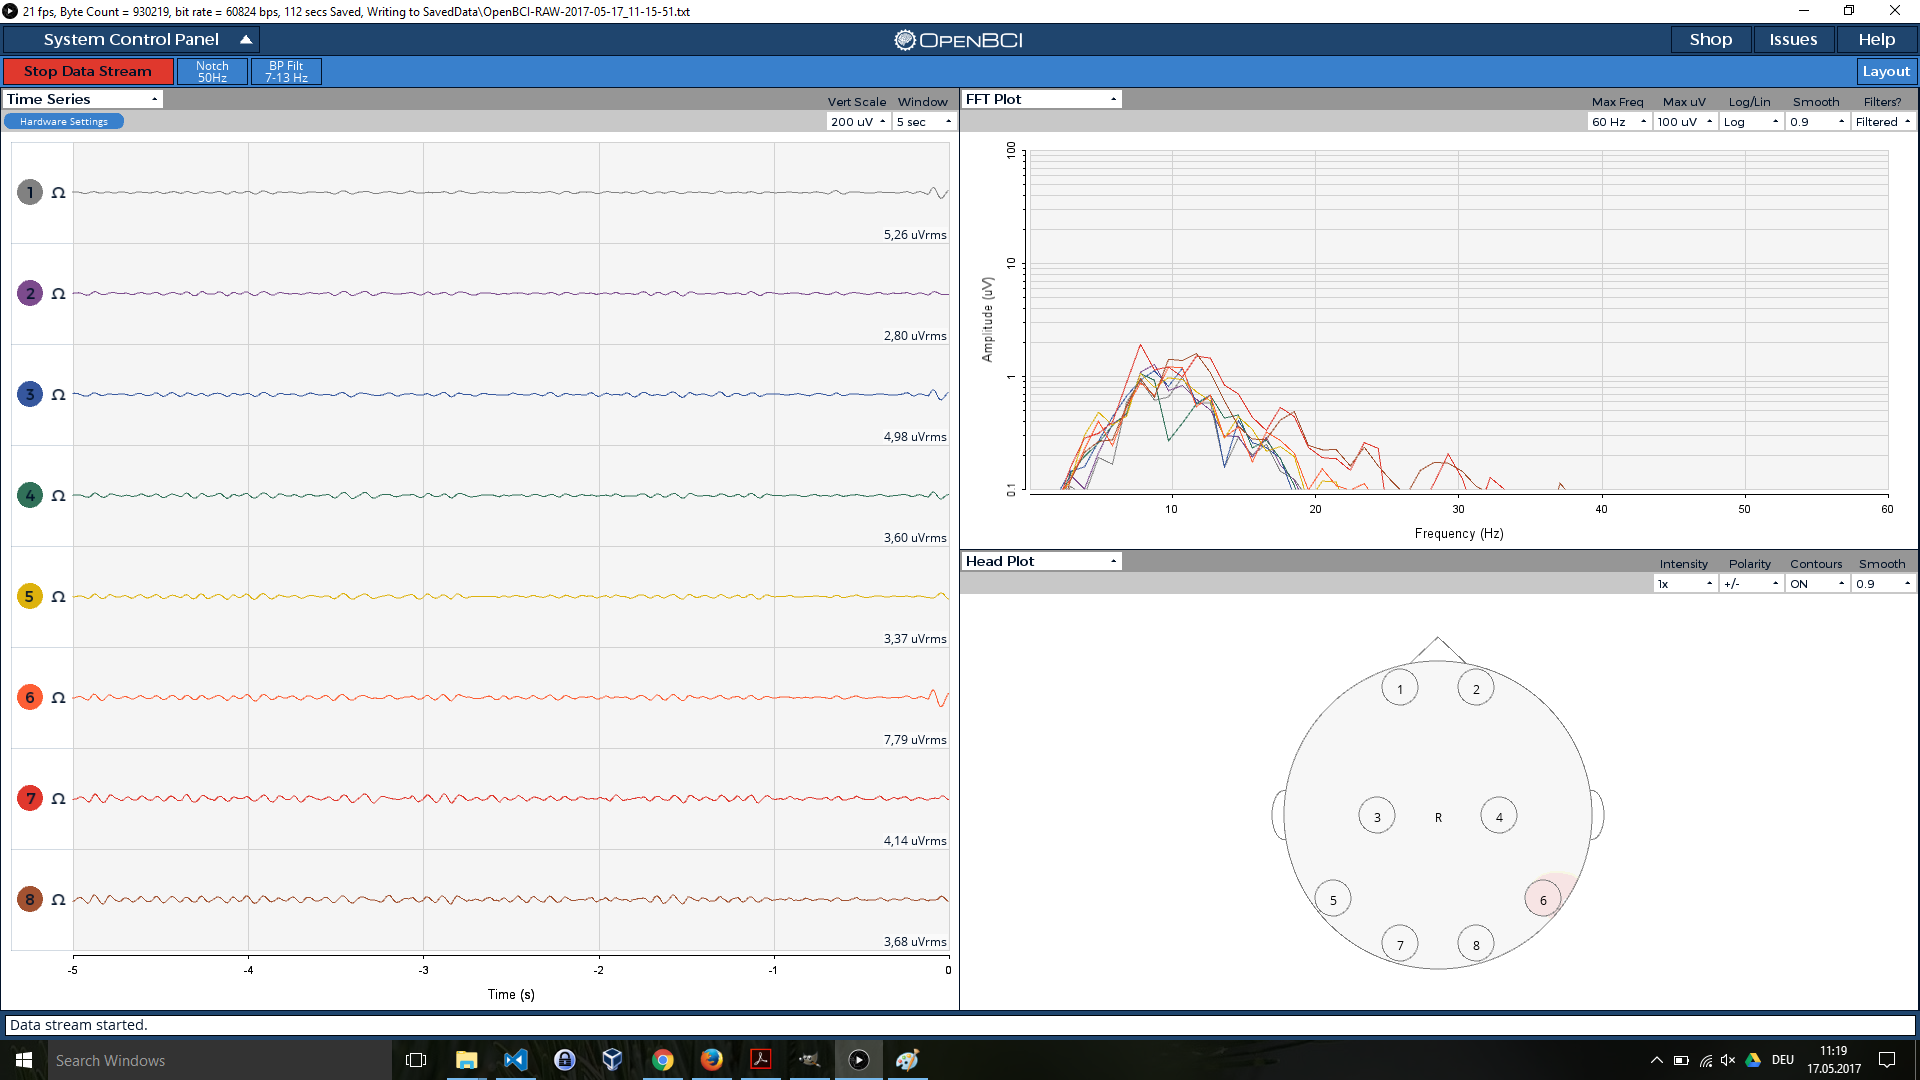 21 fps, Byte Count = 930219, bit rate = 60824 bps, 112 secs Saved, Writing to SavedData\OpenBCI-RAW-2017-05-17_11-15-51.txt
System Control Panel
OPENBCI
Shop Issues Help
Stop Data Stream
Notch
50Hz
BP Filt
7-13 Hz
Layout
Time Series
Vert Scale Window
Hardware Settings
200 uV 5 sec
1 Ω
5,26 uVrms
2 Ω
2,80 uVrms
3 Ω
4,98 uVrms
4 Ω
3,60 uVrms
5 Ω
3,37 uVrms
6 Ω
7,79 uVrms
7 Ω
4,14 uVrms
8 Ω
3,68 uVrms
-5 -4 -3 -2 -1 0
Time (s)
FFT Plot
Max Freq Max uV Log/Lin Smooth Filters?
60 Hz 100 uV Log 0.9 Filtered
100
10
1
0.1
Amplitude (uV)
10 20 30 40 50 60
Frequency (Hz)
Head Plot
Intensity Polarity Contours Smooth
1x +/- ON 0.9
1 2
3 R 4
5 6
7 8
Data stream started.
Search Windows
DEU
11:19
17.05.2017